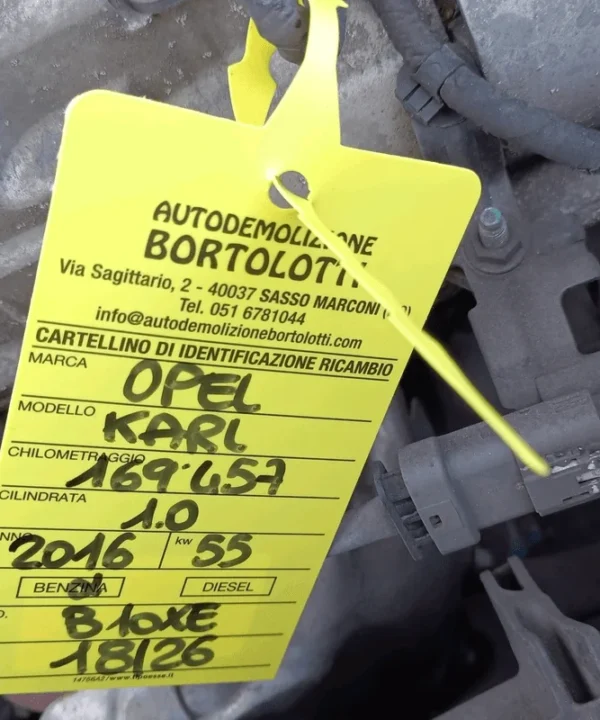 AUTODEMOLIZIONE
BORTOLOTTI
Via Sagittario, 2 - 40037 SASSO MARCONI
Tel. 051 6781044
info@autodemolizionebortolotti.com
CARTELLINO DI IDENTIFICAZIONE RICAMBIO
MARCA OPEL
MODELLO KARL
CHILOMETRAGGIO 169.457
CILINDRATA 1.0
2016 kw 55
BENZINA DIESEL
B10XE
18/26